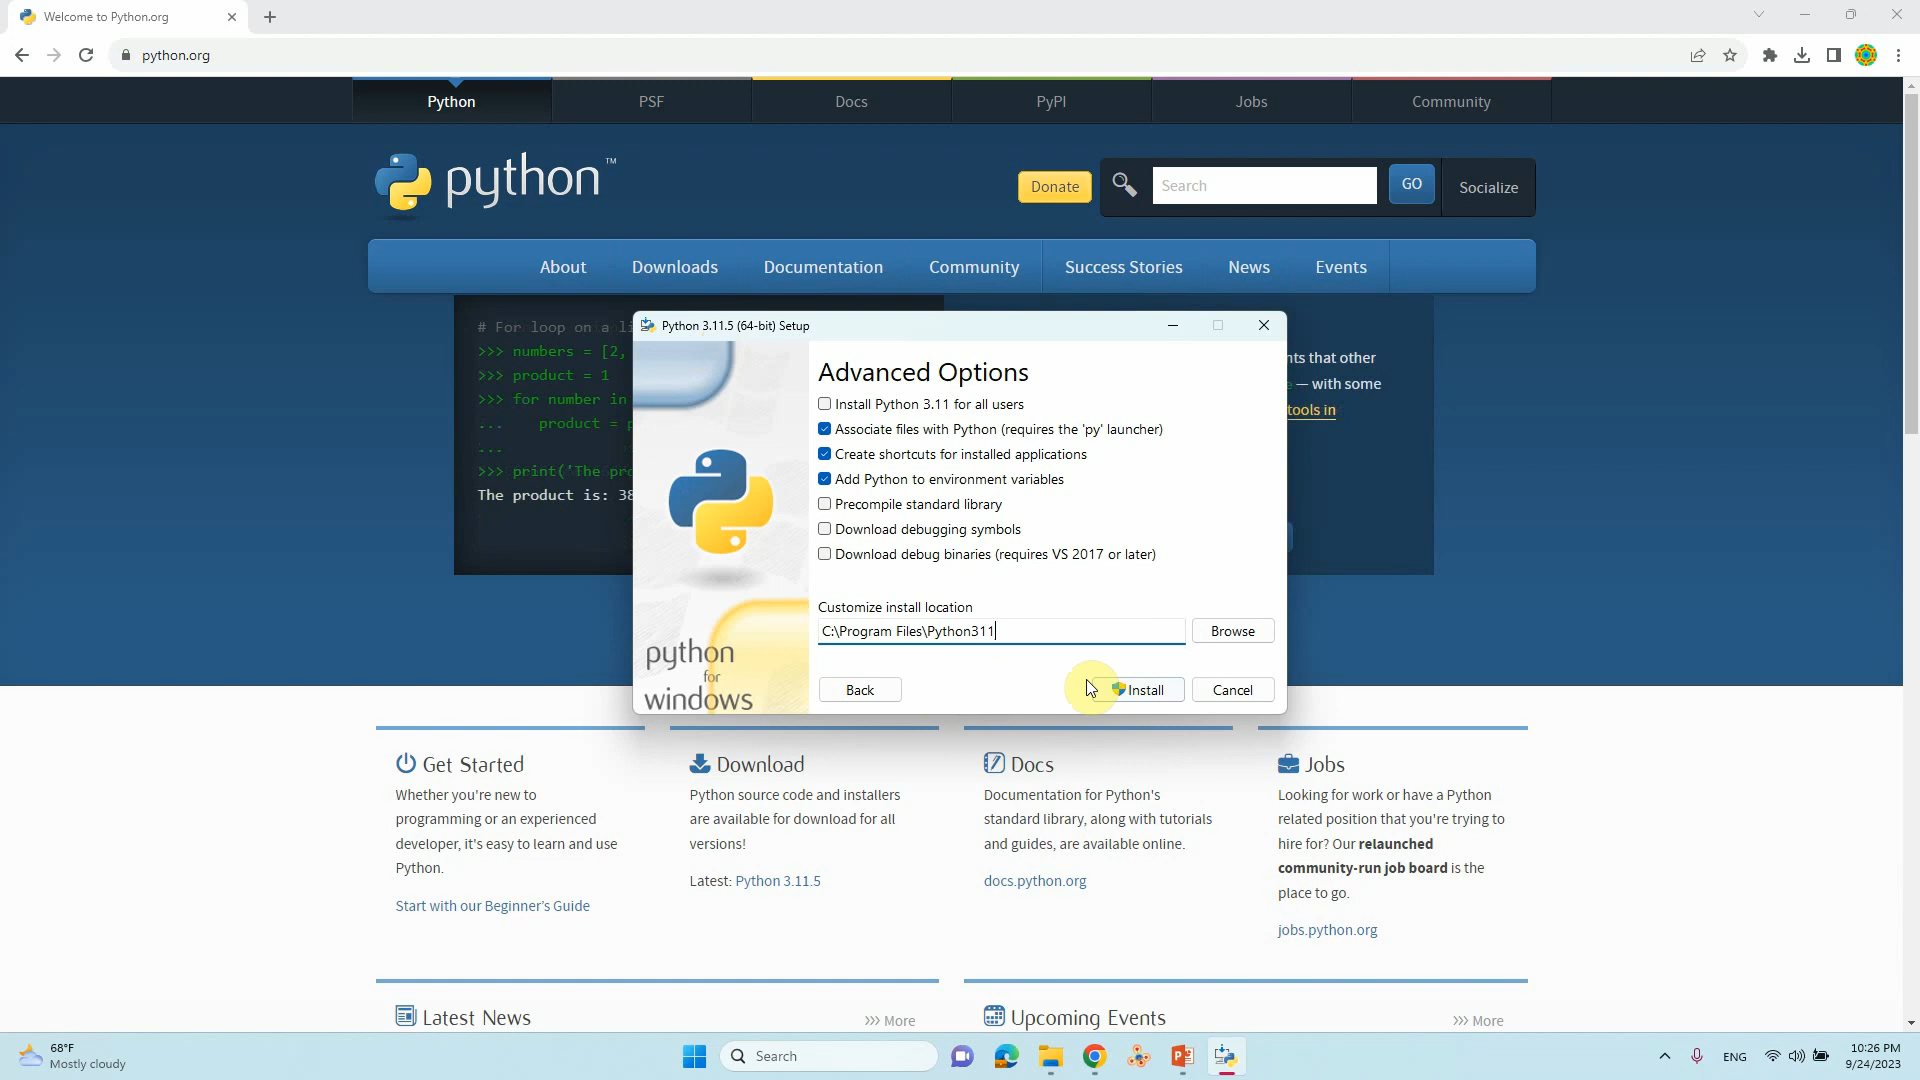 Welcome to Python.org
python.org
Python
PSF
Docs
PyPI
Jobs
Community
python™
Donate
Search
GO
Socialize
About
Downloads
Documentation
Community
Success Stories
News
Events
# For loop on a li
>>> numbers = [2,
>>> product = 1
>>> for number in
... product = p
...
>>> print('The pro
The product is: 38
nts that other
— with some
tools in
Python 3.11.5 (64-bit) Setup
Advanced Options
Install Python 3.11 for all users
Associate files with Python (requires the 'py' launcher)
Create shortcuts for installed applications
Add Python to environment variables
Precompile standard library
Download debugging symbols
Download debug binaries (requires VS 2017 or later)
Customize install location
C:\Program Files\Python311
Browse
python
for
windows
Back
Install
Cancel
Get Started
Whether you're new to
programming or an experienced
developer, it's easy to learn and use
Python.
Start with our Beginner's Guide
Download
Python source code and installers
are available for download for all
versions!
Latest: Python 3.11.5
Docs
Documentation for Python's
standard library, along with tutorials
and guides, are available online.
docs.python.org
Jobs
Looking for work or have a Python
related position that you're trying to
hire for? Our relaunched
community-run job board is the
place to go.
jobs.python.org
Latest News
>>> More
Upcoming Events
>>> More
68°F
Mostly cloudy
Search
ENG
10:26 PM
9/24/2023